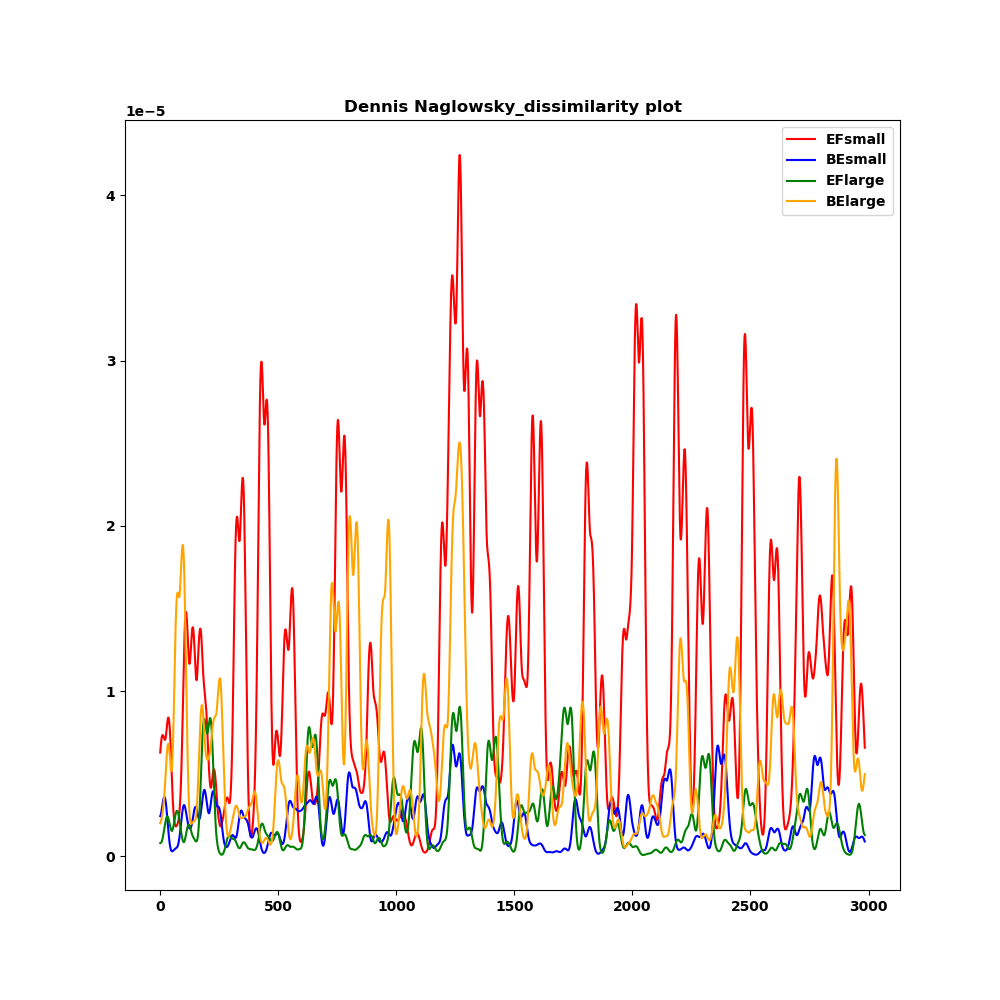 Dennis Naglowsky_dissimilarity plot
1e−5
EFsmall
BEsmall
EFlarge
BElarge
4
3
2
1
0
0 500 1000 1500 2000 2500 3000